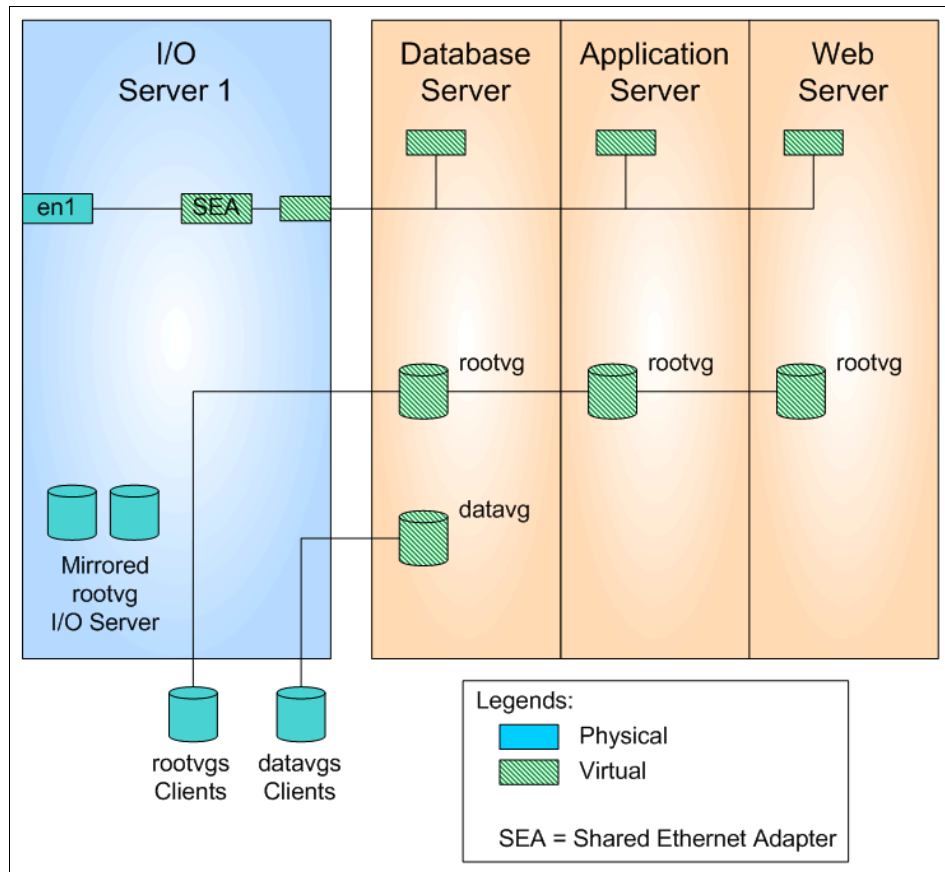 I/O
Server 1
Database
Server
Application
Server
Web
Server
en1
SEA
rootvg
rootvg
rootvg
datavg
Mirrored
rootvg
I/O Server
rootvgs
Clients
datavgs
Clients
Legends:
Physical
Virtual
SEA = Shared Ethernet Adapter